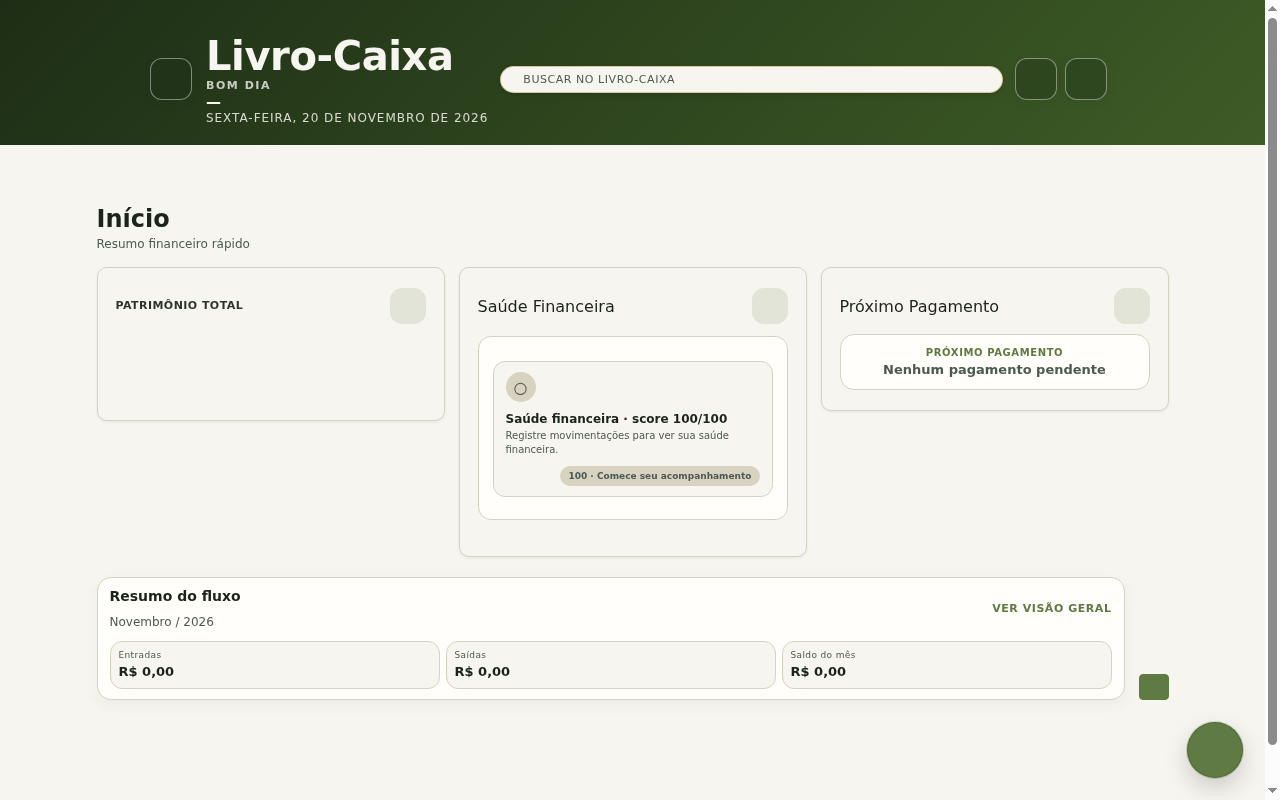 Livro-Caixa
BOM DIA
—
SEXTA-FEIRA, 20 DE NOVEMBRO DE 2026
BUSCAR NO LIVRO-CAIXA
Início
Resumo financeiro rápido
PATRIMÔNIO TOTAL
Saúde Financeira
Saúde financeira · score 100/100
Registre movimentações para ver sua saúde
financeira.
100 · Comece seu acompanhamento
Próximo Pagamento
PRÓXIMO PAGAMENTO
Nenhum pagamento pendente
Resumo do fluxo
Novembro / 2026
VER VISÃO GERAL
Entradas
R$ 0,00
Saídas
R$ 0,00
Saldo do mês
R$ 0,00